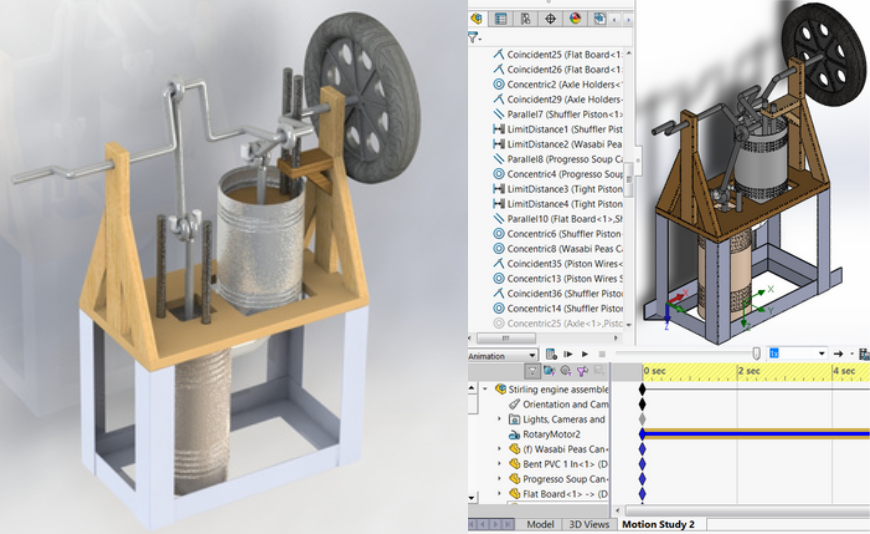 Coincident25 (Flat Board<1>
Coincident26 (Flat Board<1>
Concentric2 (Axle Holders<
Coincident29 (Axle Holders
Parallel7 (Shuffler Piston<1>
LimitDistance1 (Shuffler Pist
LimitDistance2 (Wasabi Pea
Parallel8 (Progresso Soup C
Concentric4 (Progresso Sou
LimitDistance3 (Tight Piston
LimitDistance4 (Tight Piston
Parallel10 (Flat Board<1>,Sh
Concentric6 (Shuffler Piston
Concentric8 (Wasabi Peas C
Coincident35 (Piston Wires<
Concentric13 (Piston Wires S
Coincident36 (Shuffler Piston
Concentric14 (Shuffler Piston
Concentric25 (Axle<1>,Pisto
X
Y
Z
Animation
1x
0 sec
2 sec
4 sec
Stirling engine assemble
Orientation and Cam
Lights, Cameras and
RotaryMotor2
(f) Wasabi Peas Can<
Bent PVC 1 In<1> (D
Progresso Soup Can<
Flat Board<1> -> (D
Model
3D Views
Motion Study 2